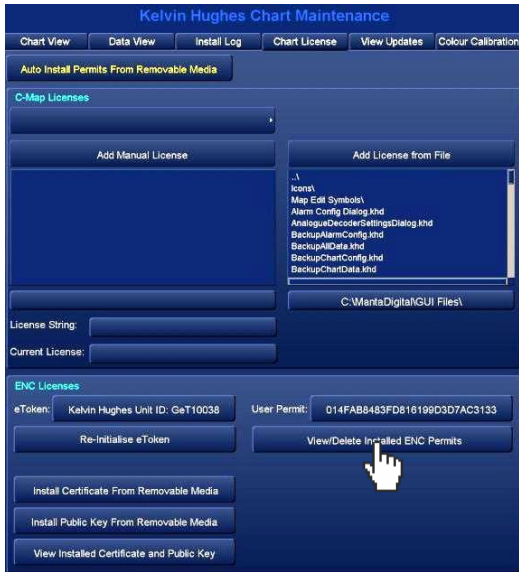 Kelvin Hughes Chart Maintenance
Chart View Data View Install Log Chart License View Updates Colour Calibration
Auto Install Permits From Removable Media
C-Map Licenses
Add Manual License Add License from File
..\
Icons\
Map Edit Symbols\
Alarm Config Dialog.khd
AnalogueDecoderSettingsDialog.khd
BackupAlarmConfig.khd
BackupAllData.khd
BackupChartConfig.khd
BackupChartData.khd
C:\MantaDigital\GUI Files\
License String:
Current License:
ENC Licenses
eToken: Kelvin Hughes Unit ID: GeT10038 User Permit: 014FAB8483FD816199D3D7AC3133
Re-Initialise eToken View/Delete Installed ENC Permits
Install Certificate From Removable Media
Install Public Key From Removable Media
View Installed Certificate and Public Key